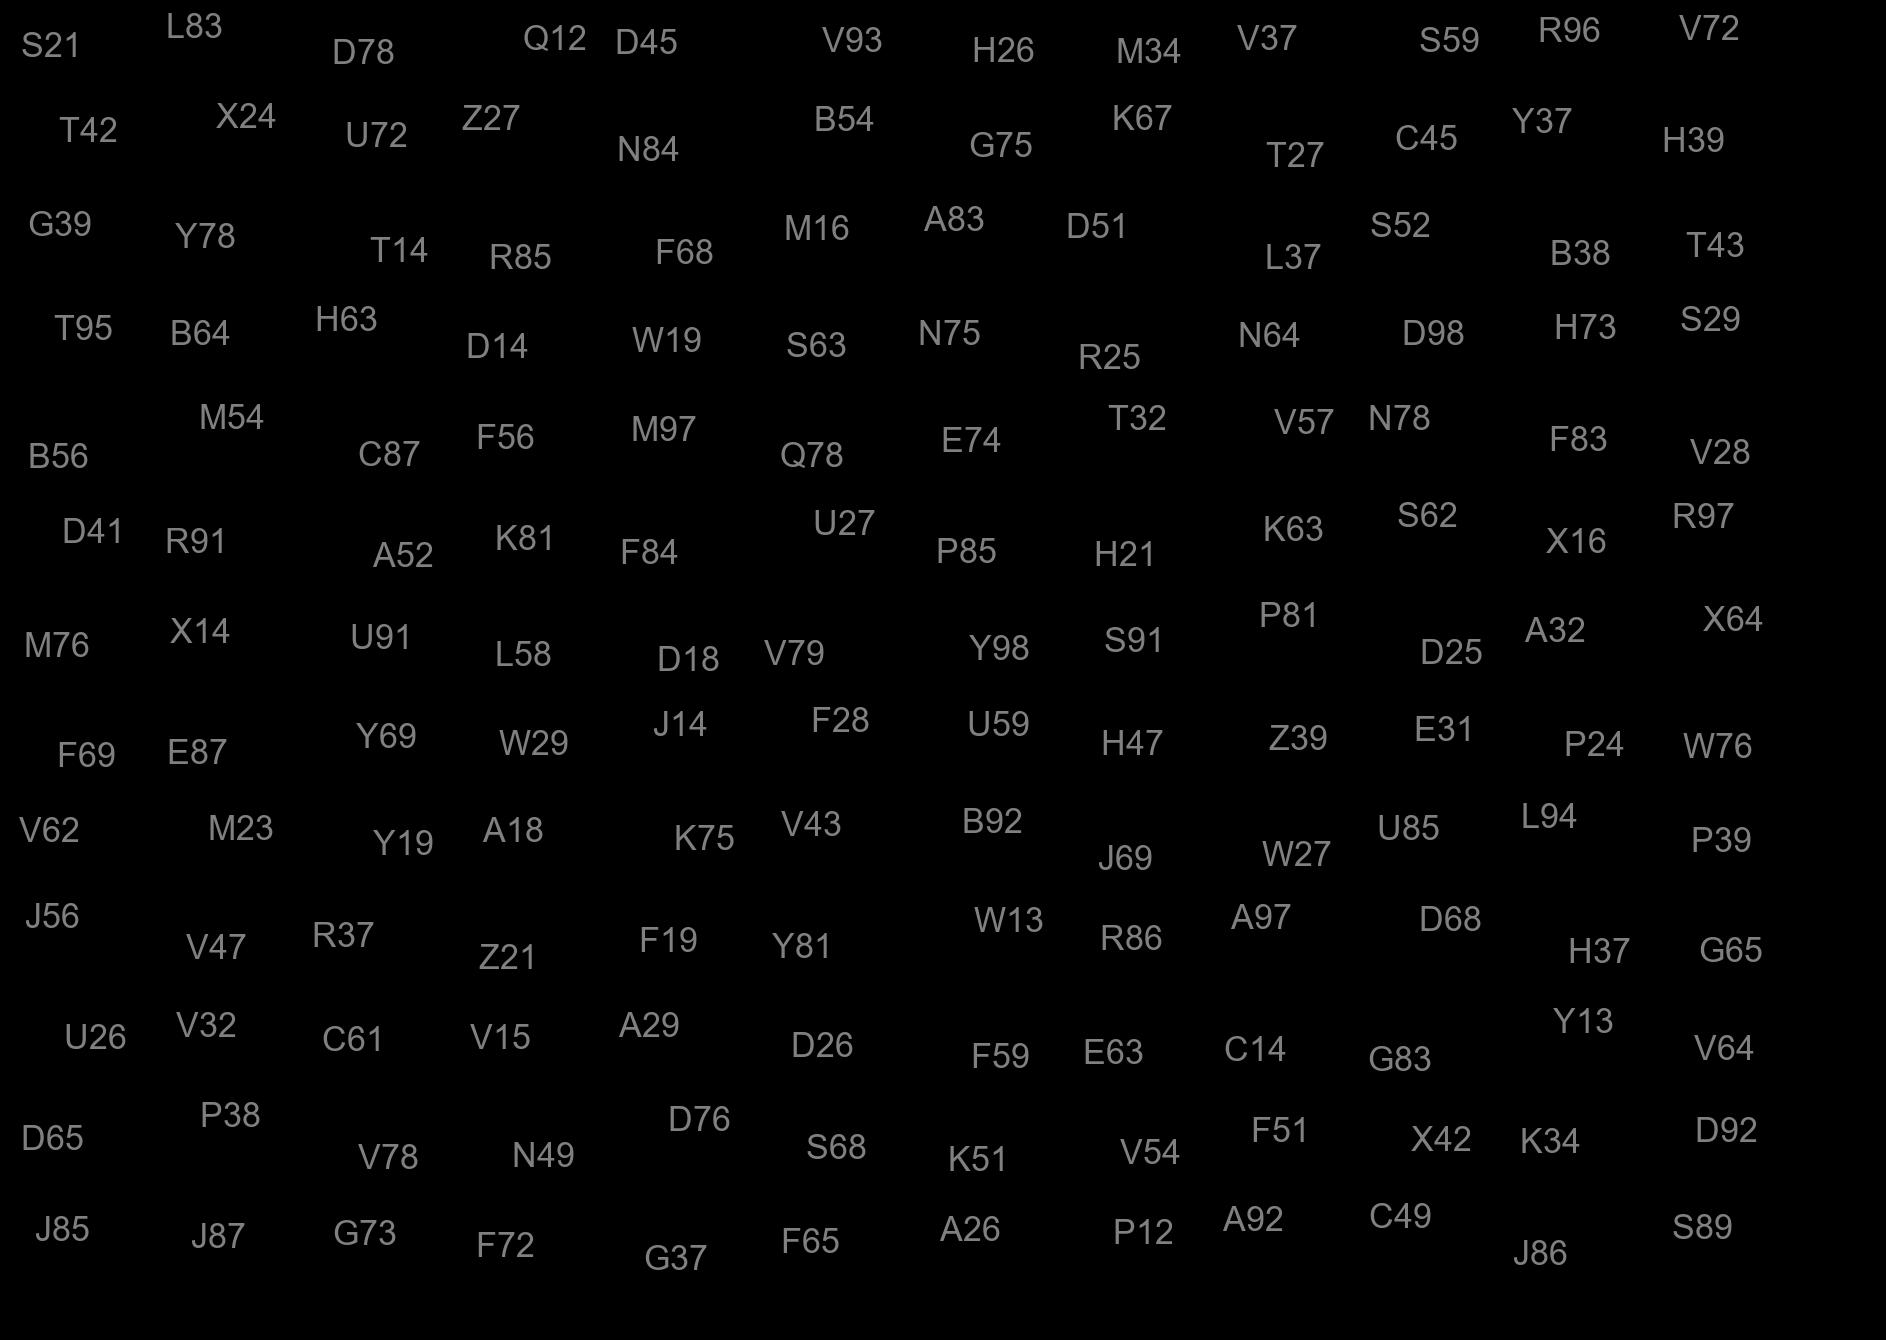 S21 L83 D78 Q12 D45 V93 H26 M34 V37 S59 R96 V72
T42 X24 U72 Z27 N84 B54 G75 K67 T27 C45 Y37 H39
G39 Y78 T14 R85 F68 M16 A83 D51 L37 S52 B38 T43
T95 B64 H63 D14 W19 S63 N75 R25 N64 D98 H73 S29
B56 M54 C87 F56 M97 Q78 E74 T32 V57 N78 F83 V28
D41 R91 A52 K81 F84 U27 P85 H21 K63 S62 X16 R97
M76 X14 U91 L58 D18 V79 Y98 S91 P81 D25 A32 X64
F69 E87 Y69 W29 J14 F28 U59 H47 Z39 E31 P24 W76
V62 M23 Y19 A18 K75 V43 B92 J69 W27 U85 L94 P39
J56 V47 R37 Z21 F19 Y81 W13 R86 A97 D68 H37 G65
U26 V32 C61 V15 A29 D26 F59 E63 C14 G83 Y13 V64
D65 P38 V78 N49 D76 S68 K51 V54 F51 X42 K34 D92
J85 J87 G73 F72 G37 F65 A26 P12 A92 C49 J86 S89